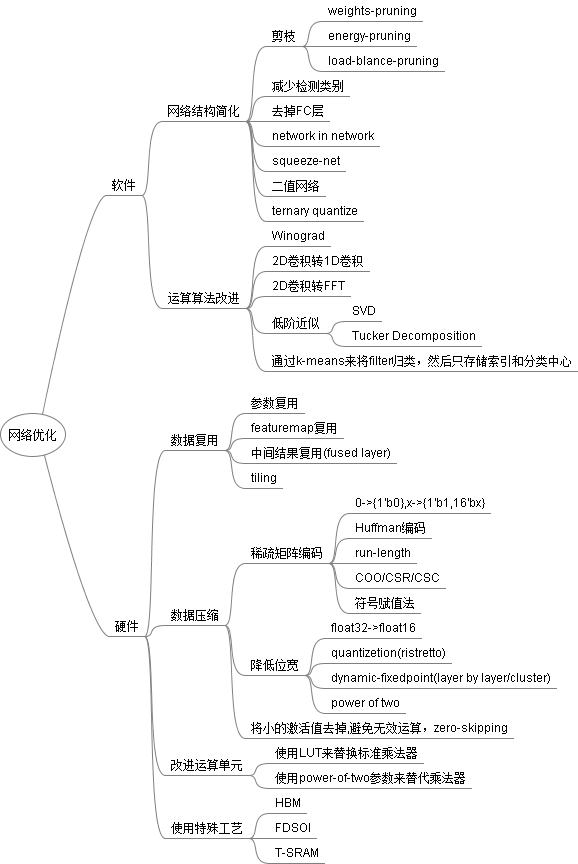 网络优化
软件
网络结构简化
剪枝
weights-pruning
energy-pruning
load-blance-pruning
减少检测类别
去掉FC层
network in network
squeeze-net
二值网络
ternary quantize
运算算法改进
Winograd
2D卷积转1D卷积
2D卷积转FFT
低阶近似
SVD
Tucker Decomposition
通过k-means来将filter归类，然后只存储索引和分类中心
硬件
数据复用
参数复用
featuremap复用
中间结果复用(fused layer)
tiling
数据压缩
稀疏矩阵编码
0->{1'b0},x->{1'b1,16'bx}
Huffman编码
run-length
COO/CSR/CSC
符号赋值法
降低位宽
float32->float16
quantizetion(ristretto)
dynamic-fixedpoint(layer by layer/cluster)
power of two
将小的激活值去掉,避免无效运算，zero-skipping
改进运算单元
使用LUT来替换标准乘法器
使用power-of-two参数来替代乘法器
使用特殊工艺
HBM
FDSOI
T-SRAM